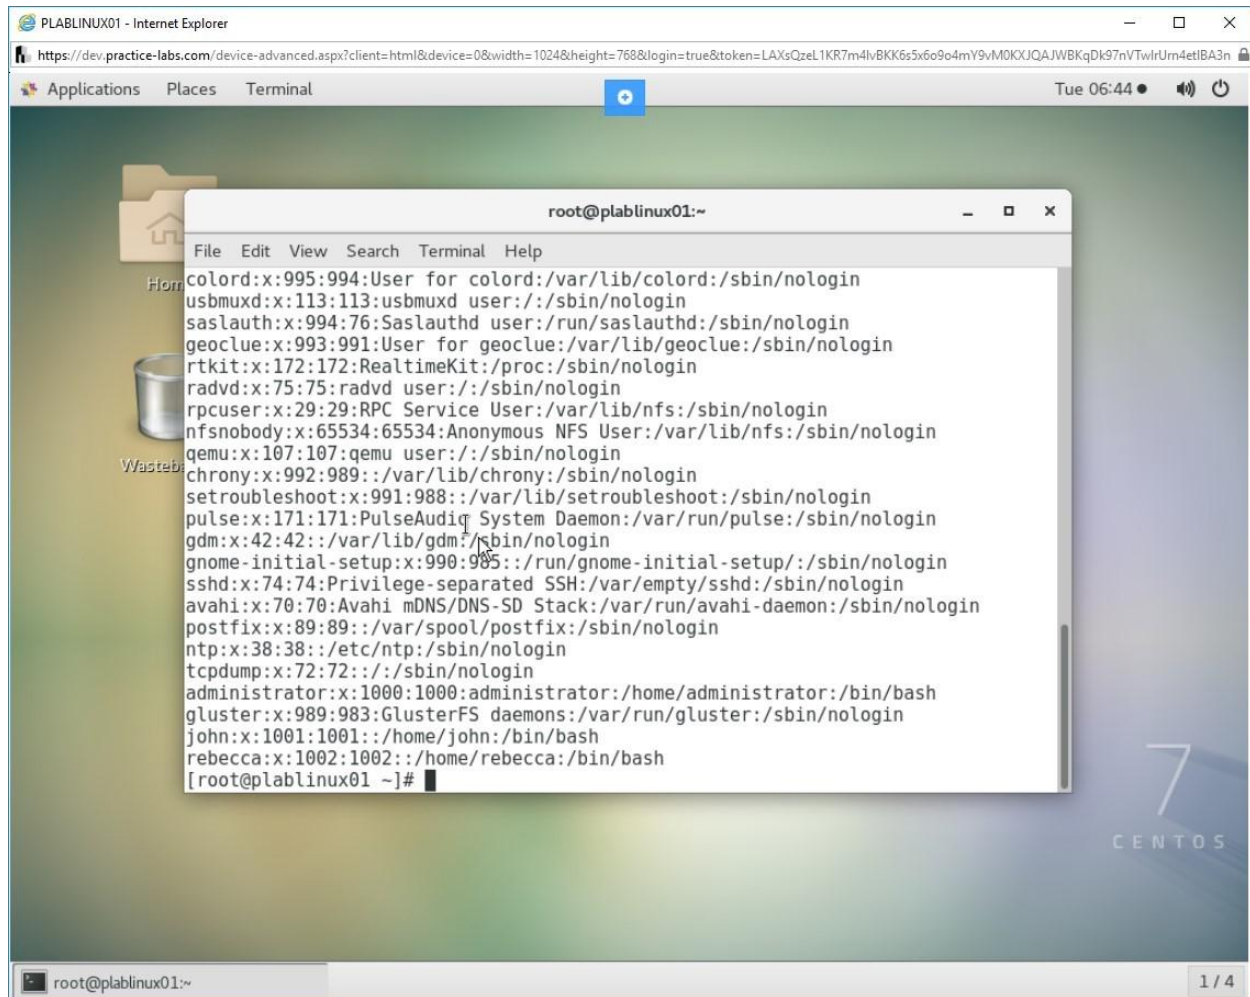 PLABLINUX01 - Internet Explorer
https://dev.practice-labs.com/device-advanced.aspx?client=html&device=0&width=1024&height=768&login=true&token=
Applications Places Terminal
Tue 06:44
root@plablinux01:~
File Edit View Search Terminal Help
colord:x:995:994:User for colord:/var/lib/colord:/sbin/nologin
usbmuxd:x:113:113:usbmuxd user:/:/sbin/nologin
saslauth:x:994:76:Saslauthd user:/run/saslauthd:/sbin/nologin
geoclue:x:993:991:User for geoclue:/var/lib/geoclue:/sbin/nologin
rtkit:x:172:172:RealtimeKit:/proc:/sbin/nologin
radvd:x:75:75:radvd user:/:/sbin/nologin
rpcuser:x:29:29:RPC Service User:/var/lib/nfs:/sbin/nologin
nfsnobody:x:65534:65534:Anonymous NFS User:/var/lib/nfs:/sbin/nologin
qemu:x:107:107:qemu user:/:/sbin/nologin
chrony:x:992:989::/var/lib/chrony:/sbin/nologin
setroubleshoot:x:991:988::/var/lib/setroubleshoot:/sbin/nologin
pulse:x:171:171:PulseAudio System Daemon:/var/run/pulse:/sbin/nologin
gdm:x:42:42::/var/lib/gdm:/sbin/nologin
gnome-initial-setup:x:990:985::/run/gnome-initial-setup/:/sbin/nologin
sshd:x:74:74:Privilege-separated SSH:/var/empty/sshd:/sbin/nologin
avahi:x:70:70:Avahi mDNS/DNS-SD Stack:/var/run/avahi-daemon:/sbin/nologin
postfix:x:89:89::/var/spool/postfix:/sbin/nologin
ntp:x:38:38::/etc/ntp:/sbin/nologin
tcpdump:x:72:72::/:/sbin/nologin
administrator:x:1000:1000:administrator:/home/administrator:/bin/bash
gluster:x:989:983:GlusterFS daemons:/var/run/gluster:/sbin/nologin
john:x:1001:1001::/home/john:/bin/bash
rebecca:x:1002:1002::/home/rebecca:/bin/bash
[root@plablinux01 ~]#
Hom
Wasteb
7
CENTOS
root@plablinux01:~
1 / 4